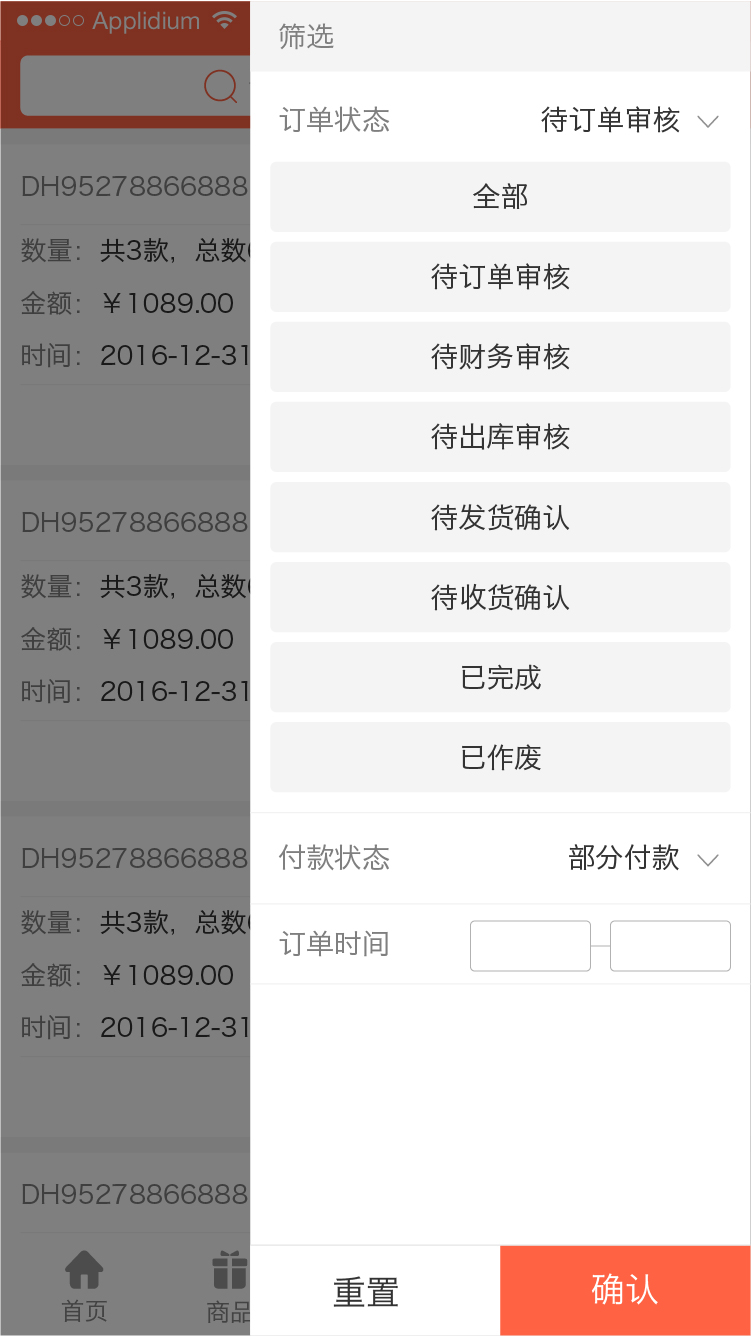 Applidium
筛选
订单状态 待订单审核
全部
待订单审核
待财务审核
待出库审核
待发货确认
待收货确认
已完成
已作废
付款状态 部分付款
订单时间
重置 确认
DH95278866888
数量： 共3款，总数
金额： ￥1089.00
时间： 2016-12-31
DH95278866888
数量： 共3款，总数
金额： ￥1089.00
时间： 2016-12-31
DH95278866888
数量： 共3款，总数
金额： ￥1089.00
时间： 2016-12-31
DH95278866888
首页 商品